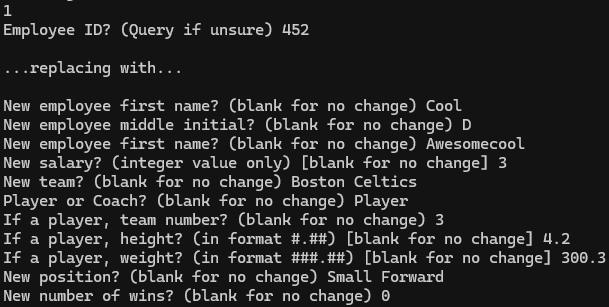 1
Employee ID? (Query if unsure) 452
...replacing with...
New employee first name? (blank for no change) Cool
New employee middle initial? (blank for no change) D
New employee first name? (blank for no change) Awesomecool
New salary? (integer value only) [blank for no change] 3
New team? (blank for no change) Boston Celtics
Player or Coach? (blank for no change) Player
If a player, team number? (blank for no change) 3
If a player, height? (in format #.##) [blank for no change] 4.2
If a player, weight? (in format ###.##) [blank for no change] 300.3
New position? (blank for no change) Small Forward
New number of wins? (blank for no change) 0